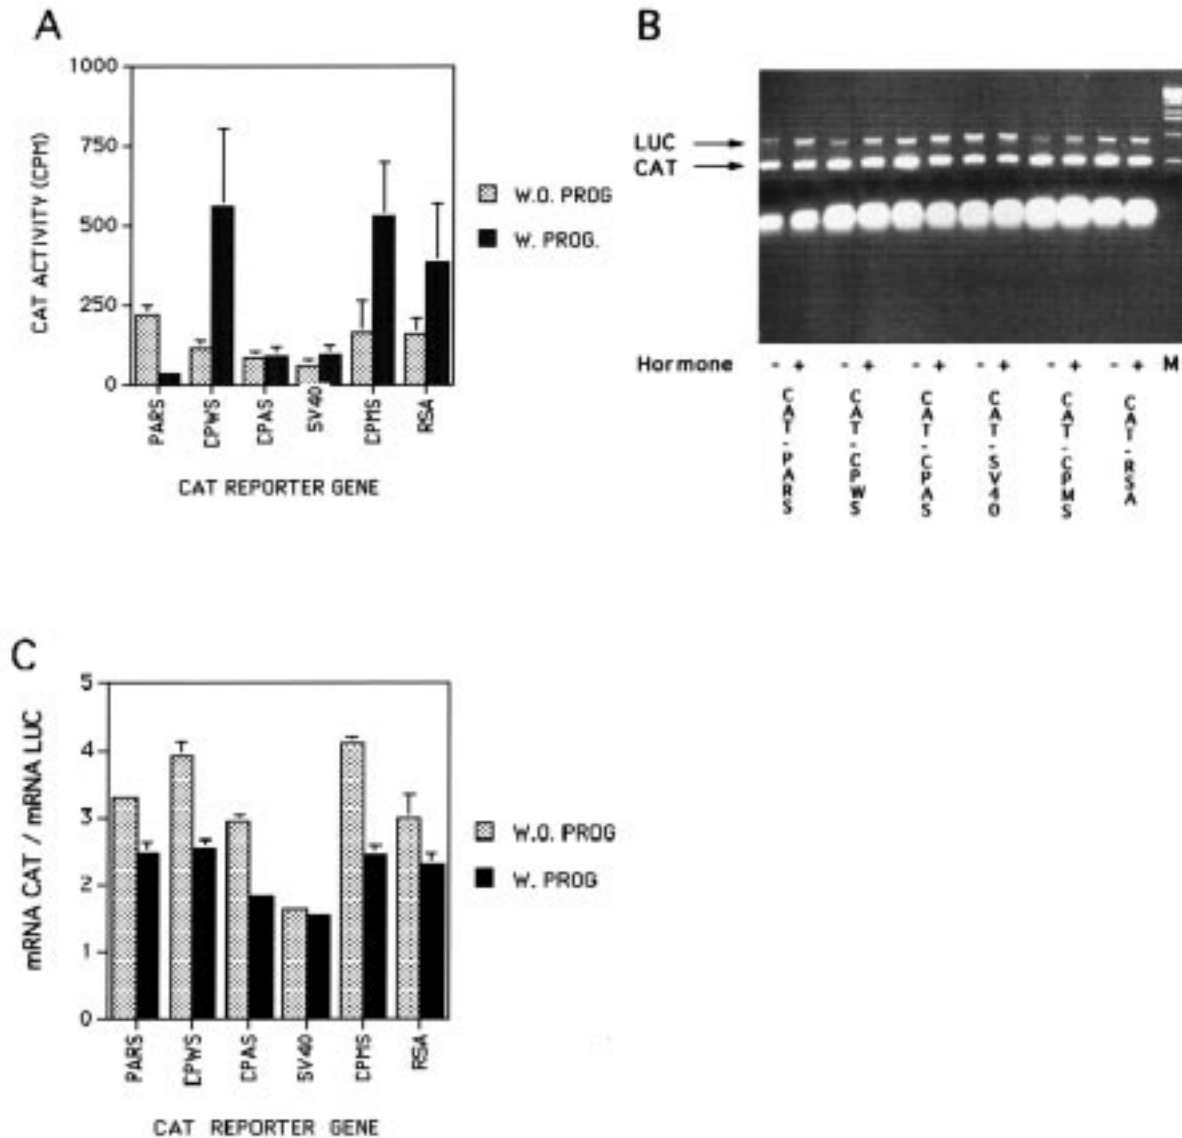 A
1000
750
500
250
0
CAT ACTIVITY (CPM)
PARS
CPWS
CPAS
SV40
CPMS
RSA
CAT REPORTER GENE
W.O. PROG
W. PROG.
B
LUC
CAT
Hormone - + - + - + - + - + - + M
CAT-PARS
CAT-CPWS
CAT-CPAS
CAT-SV40
CAT-CPMS
CAT-RSA
C
5
4
3
2
1
0
mRNA CAT / mRNA LUC
PARS
CPWS
CPAS
SV40
CPMS
RSA
CAT REPORTER GENE
W.O. PROG
W. PROG